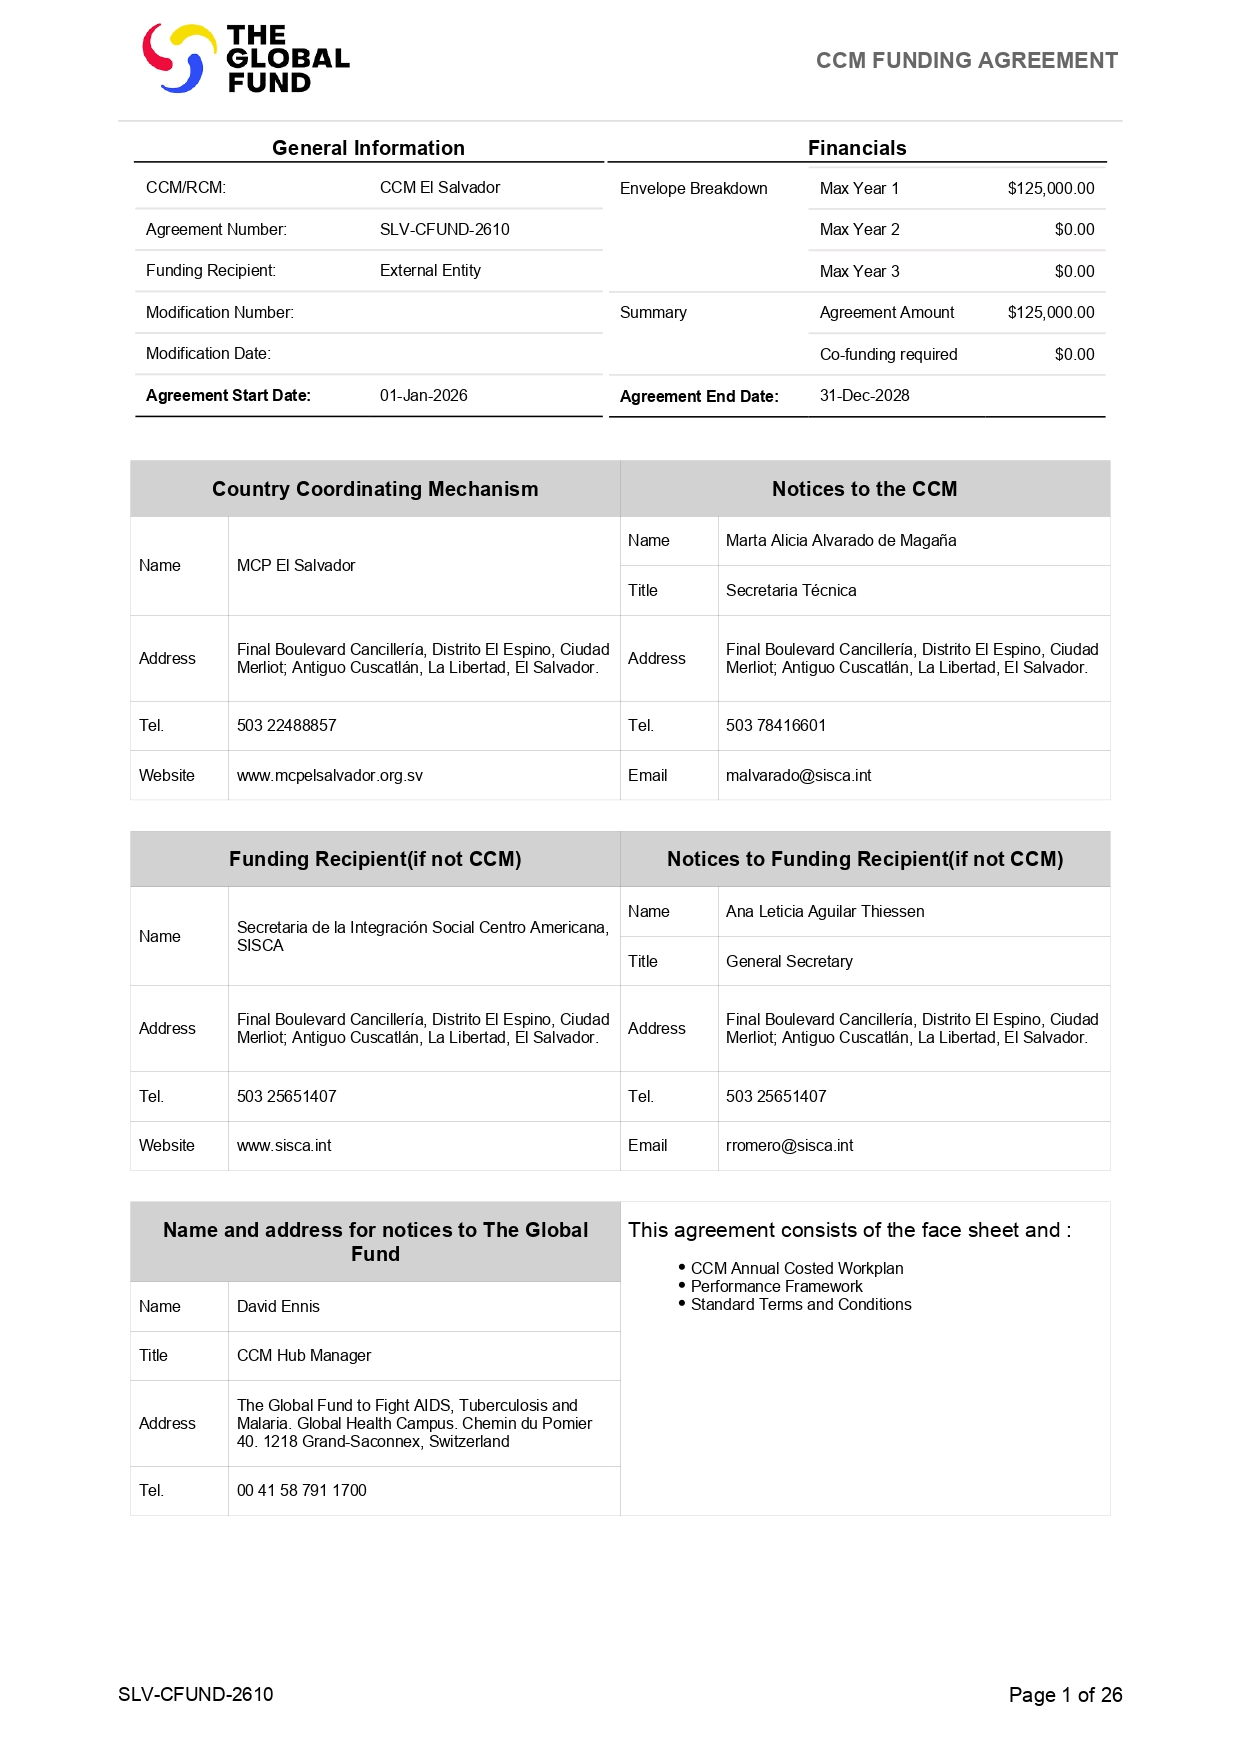 THE
GLOBAL
FUND
CCM FUNDING AGREEMENT
General Information
CCM/RCM: CCM El Salvador
Agreement Number: SLV-CFUND-2610
Funding Recipient: External Entity
Modification Number:
Modification Date:
Agreement Start Date: 01-Jan-2026
Financials
Envelope Breakdown Max Year 1 $125,000.00
Max Year 2 $0.00
Max Year 3 $0.00
Summary Agreement Amount $125,000.00
Co-funding required $0.00
Agreement End Date: 31-Dec-2028
Country Coordinating Mechanism
Name MCP El Salvador
Address Final Boulevard Cancillería, Distrito El Espino, Ciudad
Merliot; Antiguo Cuscatlán, La Libertad, El Salvador.
Tel. 503 22488857
Website www.mcpelsalvador.org.sv
Notices to the CCM
Name Marta Alicia Alvarado de Magaña
Title Secretaria Técnica
Address Final Boulevard Cancillería, Distrito El Espino, Ciudad
Merliot; Antiguo Cuscatlán, La Libertad, El Salvador.
Tel. 503 78416601
Email malvarado@sisca.int
Funding Recipient(if not CCM)
Name Secretaria de la Integración Social Centro Americana,
SISCA
Address Final Boulevard Cancillería, Distrito El Espino, Ciudad
Merliot; Antiguo Cuscatlán, La Libertad, El Salvador.
Tel. 503 25651407
Website www.sisca.int
Notices to Funding Recipient(if not CCM)
Name Ana Leticia Aguilar Thiessen
Title General Secretary
Address Final Boulevard Cancillería, Distrito El Espino, Ciudad
Merliot; Antiguo Cuscatlán, La Libertad, El Salvador.
Tel. 503 25651407
Email rromero@sisca.int
Name and address for notices to The Global
Fund
Name David Ennis
Title CCM Hub Manager
Address The Global Fund to Fight AIDS, Tuberculosis and
Malaria. Global Health Campus. Chemin du Pomier
40. 1218 Grand-Saconnex, Switzerland
Tel. 00 41 58 791 1700
This agreement consists of the face sheet and :
• CCM Annual Costed Workplan
• Performance Framework
• Standard Terms and Conditions
SLV-CFUND-2610
Page 1 of 26